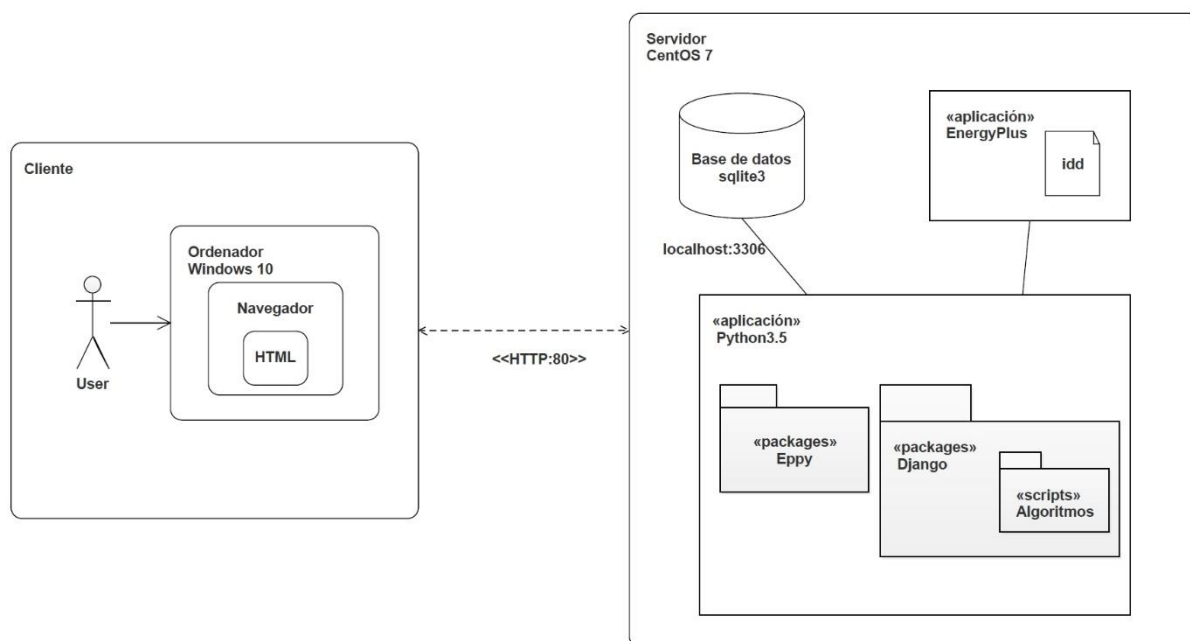 Cliente
User
Ordenador
Windows 10
Navegador
HTML
<<HTTP:80>>
Servidor
CentOS 7
Base de datos
sqlite3
«aplicación»
EnergyPlus
idd
localhost:3306
«aplicación»
Python3.5
«packages»
Eppy
«packages»
Django
«scripts»
Algoritmos